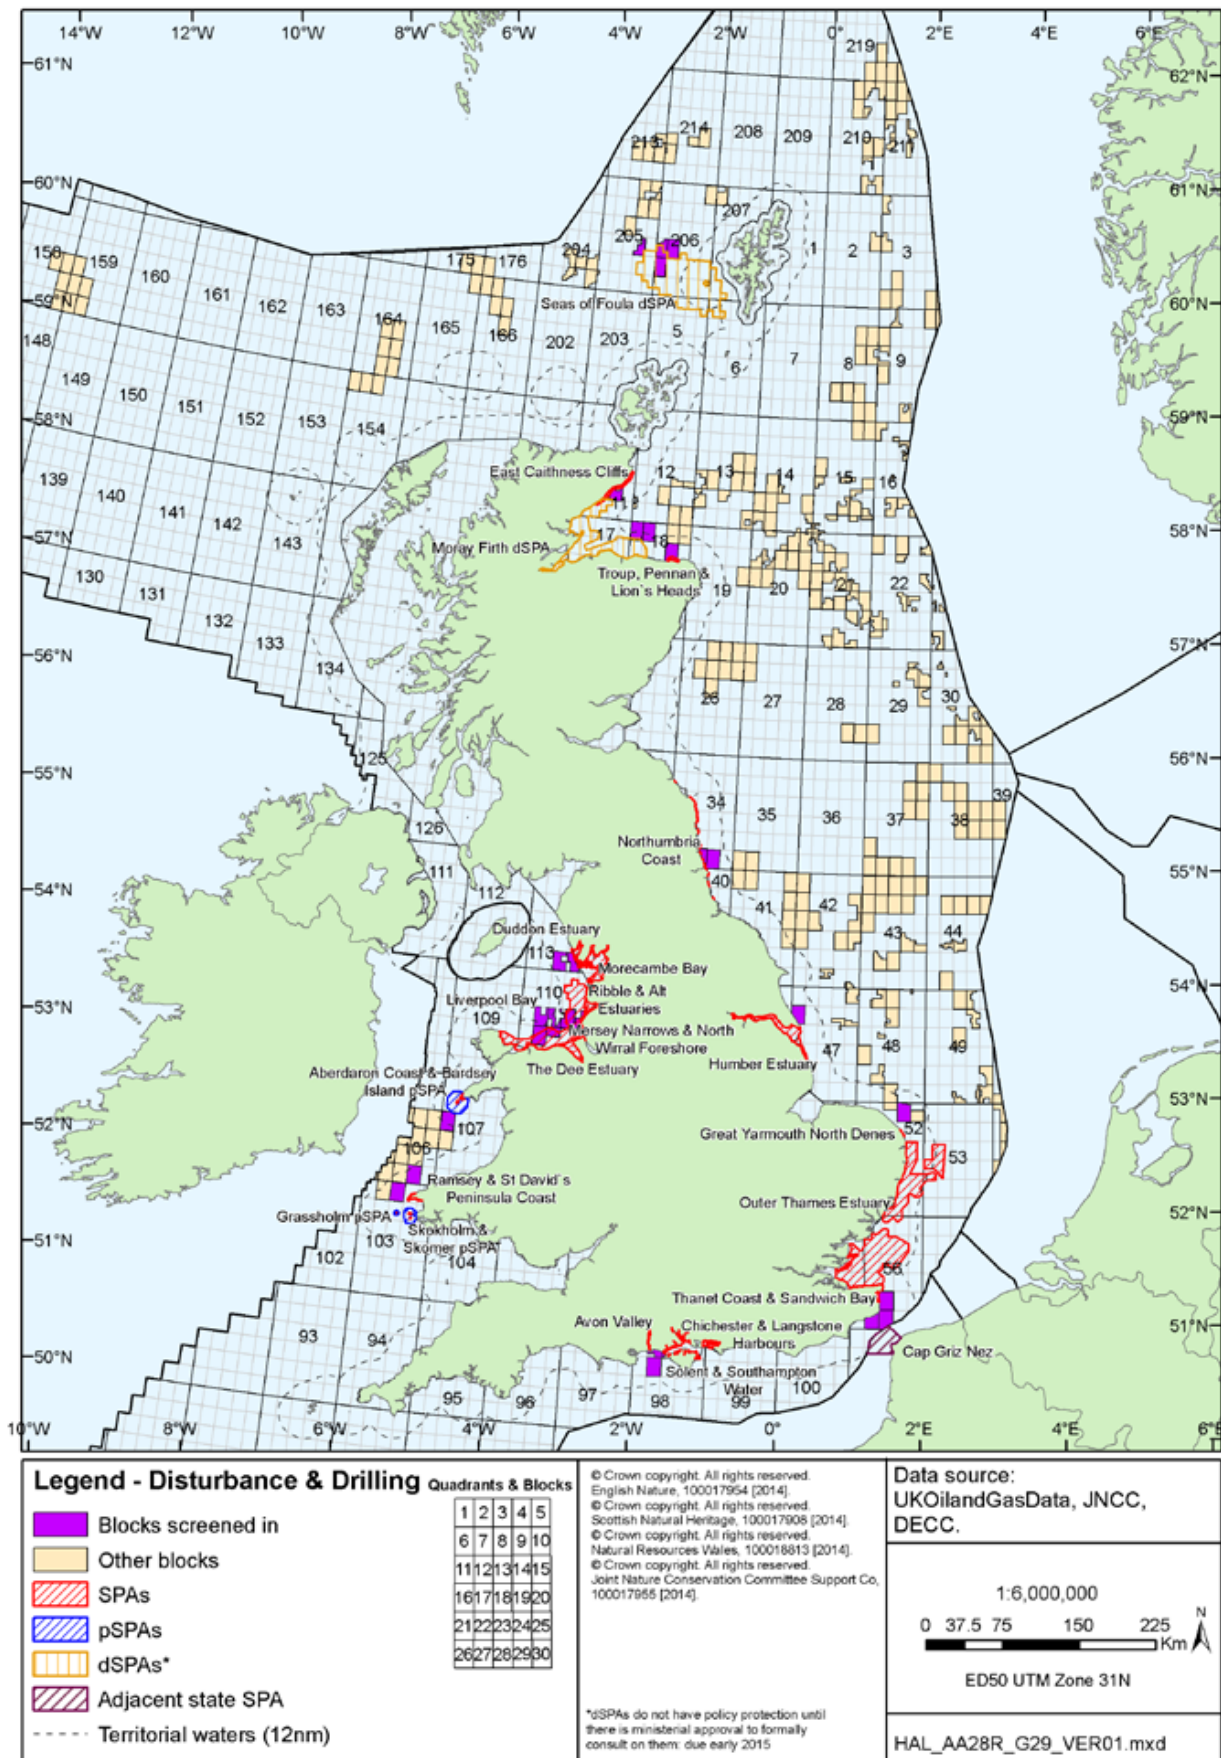 14°W 12°W 10°W 8°W 6°W 4°W 2°W 0° 2°E 4°E
61°N
60°N
59°N
58°N
57°N
56°N
55°N
54°N
53°N
52°N
51°N
50°N
62°N
61°N
60°N
59°N
58°N
57°N
56°N
55°N
54°N
53°N
52°N
51°N
219
213 214 208 209 210 211
158 159 160 161 162 163 164 165 166 175 176 204 205 206 207 1 2 3
Seas of Foula dSPA
148 149 150 151 152 153 154 202 203 5 6 7 8 9
East Caithness Cliffs
12 13 14 15 16
139 140 141 142 143
Moray Firth dSPA
17 18
Troup, Pennan &
Lion's Heads
19 20 21 22
130 131 132 133 134
26 27 28 29 30
125 126
34 35 36 37 38 39
Northumbria
Coast
40 41 42 43 44
111 112
Duddon Estuary
113
Morecambe Bay
110
Ribble & Alt
Estuaries
Liverpool Bay
109
Mersey Narrows & North
Wirral Foreshore
The Dee Estuary
Humber Estuary
47 48 49
Aberdaron Coast & Bardsey
Island pSPA
107
106
Great Yarmouth North Denes
52 53
Ramsey & St David's
Peninsula Coast
Outer Thames Estuary
Grassholm pSPA
Skokholm &
Skomer pSPA
102 103 104
56
Thanet Coast & Sandwich Bay
Avon Valley
Chichester & Langstone
Harbours
Cap Griz Nez
Solent & Southampton
Water
93 94 95 96 97 98 99 100
10°W 8°W 6°W 4°W 2°W 0° 2°E 4°E
Legend - Disturbance & Drilling
Blocks screened in
Other blocks
SPAs
pSPAs
dSPAs*
Adjacent state SPA
Territorial waters (12nm)
Quadrants & Blocks
1 2 3 4 5
6 7 8 9 10
11 12 13 14 15
16 17 18 19 20
21 22 23 24 25
26 27 28 29 30
© Crown copyright. All rights reserved.
English Nature, 100017954 [2014].
© Crown copyright. All rights reserved.
Scottish Natural Heritage, 100017908 [2014].
© Crown copyright. All rights reserved.
Natural Resources Wales, 100018813 [2014].
© Crown copyright. All rights reserved.
Joint Nature Conservation Committee Support Co,
100017955 [2014].
*dSPAs do not have policy protection until
there is ministerial approval to formally
consult on them: due early 2015
Data source:
UKOilandGasData, JNCC,
DECC.
1:6,000,000
0 37.5 75 150 225
Km
N
ED50 UTM Zone 31N
HAL_AA28R_G29_VER01.mxd